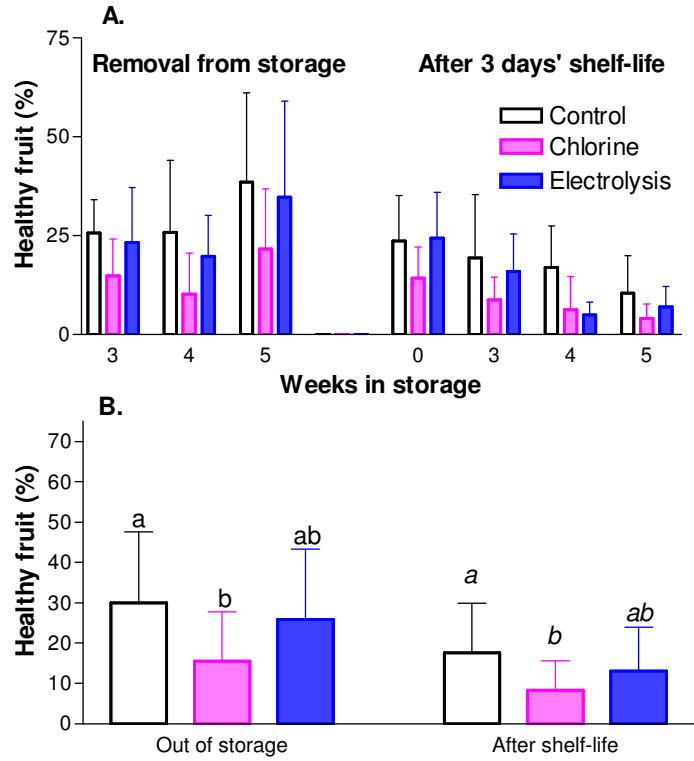 A.
Healthy fruit (%)
75
50
25
0
Removal from storage
After 3 days' shelf-life
Control
Chlorine
Electrolysis
3 4 5 0 3 4 5
Weeks in storage
B.
Healthy fruit (%)
70
60
50
40
30
20
10
0
a b ab a b ab
Out of storage After shelf-life